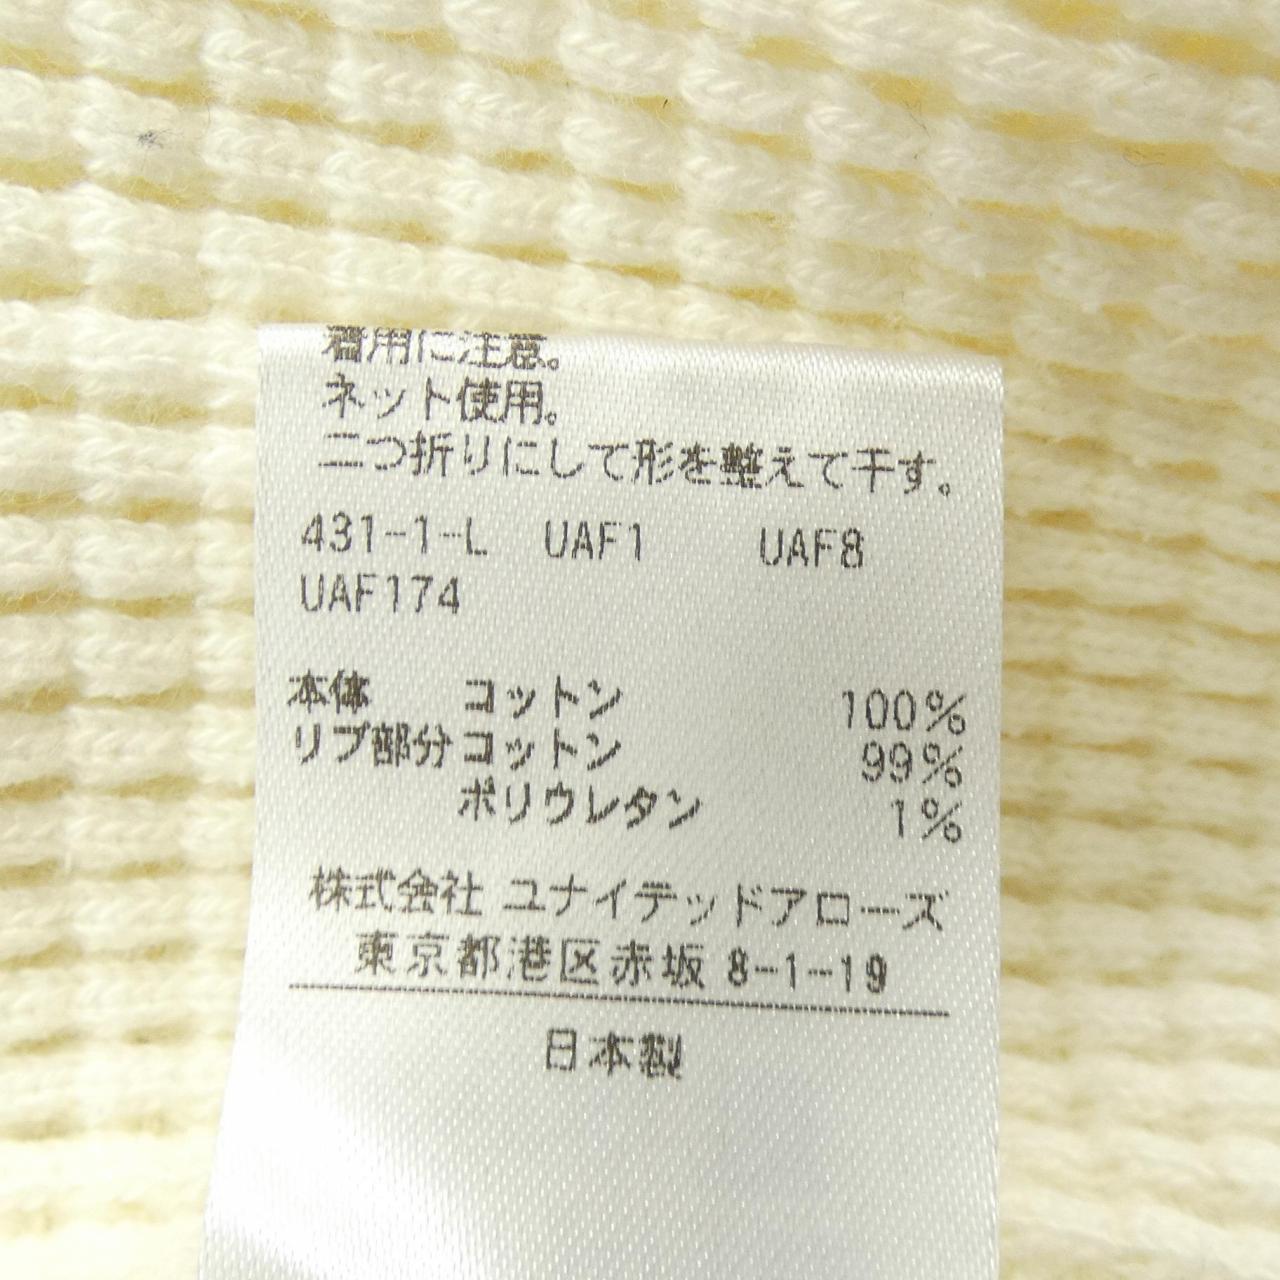 着用に注意。
ネット使用。
二つ折りにして形を整えて干す。
431-1-L UAF1 UAF8
UAF174
本体 コットン 100%
リブ部分 コットン 99%
ポリウレタン 1%
株式会社 ユナイテッドアローズ
東京都港区赤坂 8-1-19
日本製